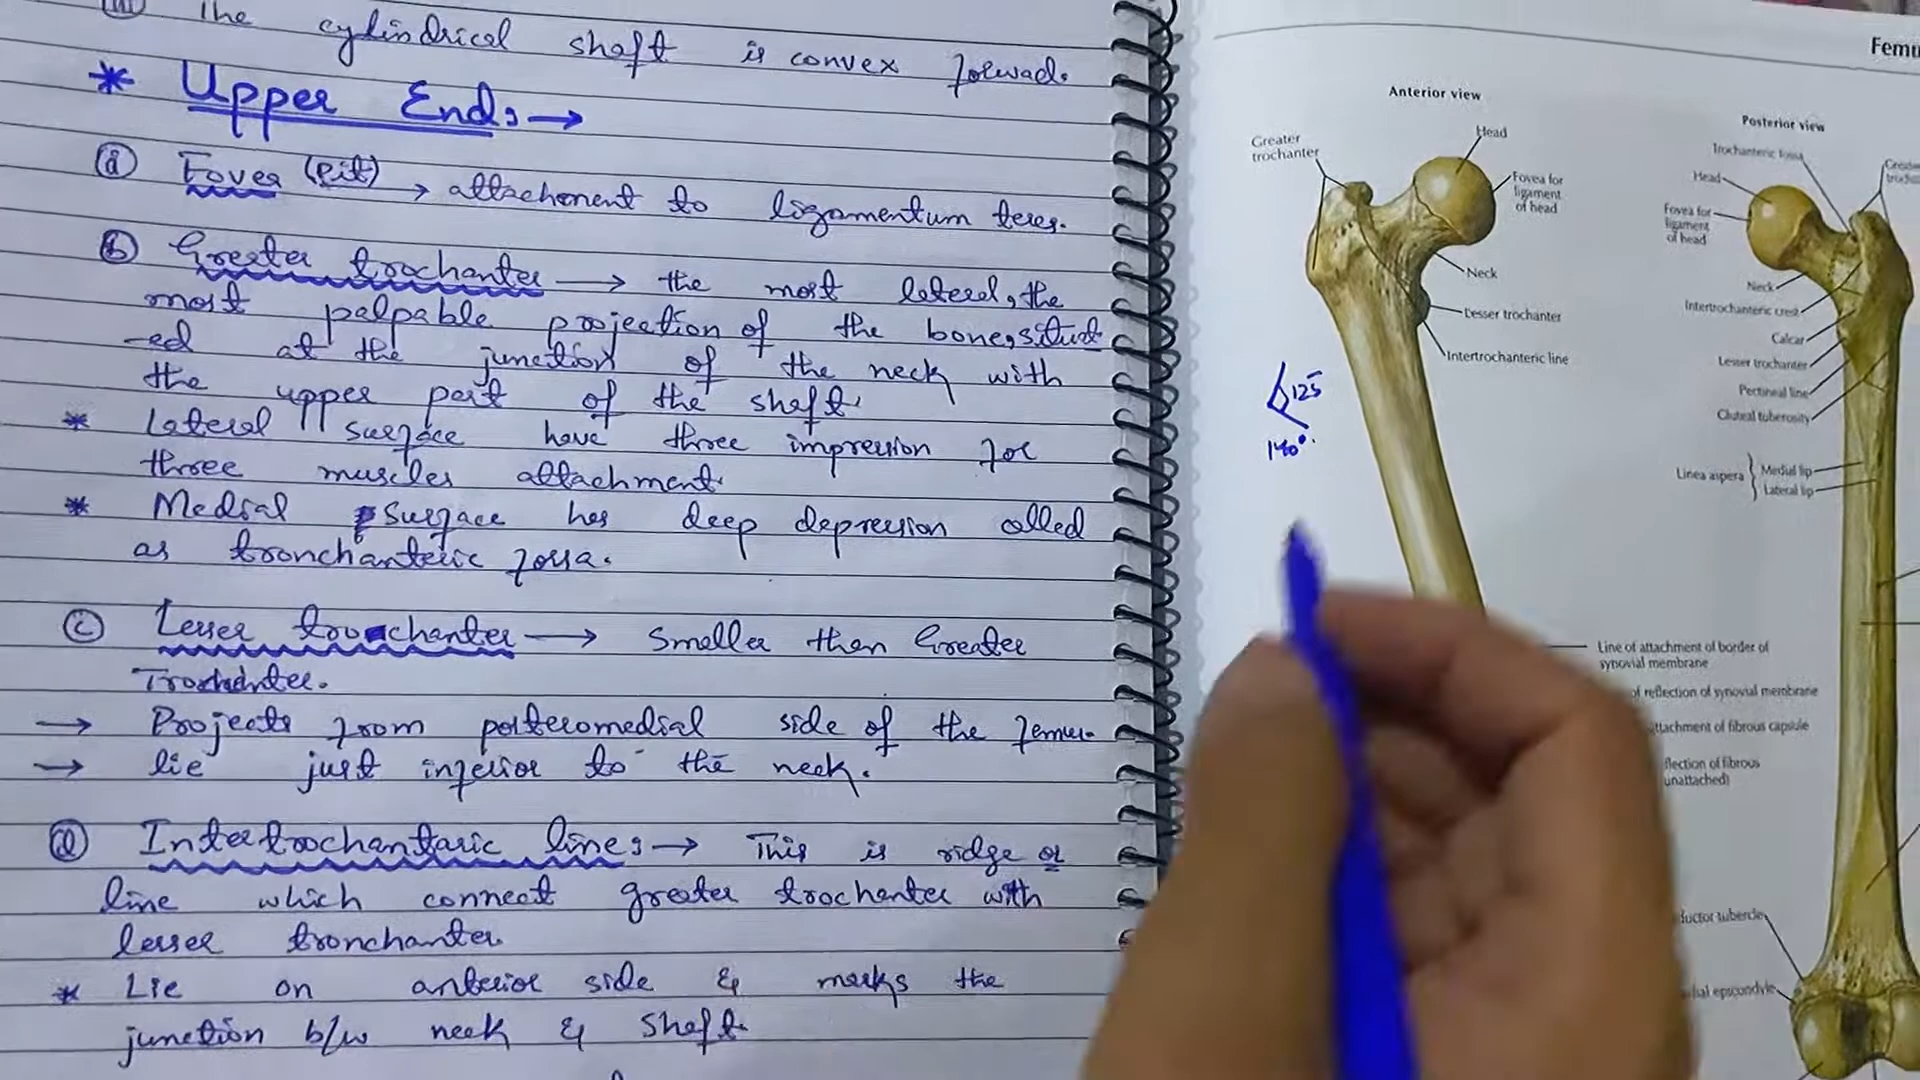 The cylindrical shaft is convex forwad.
* Upper End:→
(a) Fovea (Pit) → attachement to ligamentum teres.
(b) Greater trochanter → the most lateral, the
most palpable projection of the bone, situat
-ed at the junction of the neck with
the upper part of the shaft.
* Lateral surface have three impression for
three muscles attachment.
* Medial surface has deep depression called
as tronchanteric fossa.
(c) Lesser trochanter → Smaller then Greater
Trochanter.
→ Projects from posteromedial side of the femur.
→ lie just inferior to the neck.
(d) Intertrochantaric line:→ This is ridge or
line which connect greater trochanter with
lesser tronchanter.
* Lie on anterior side & marks the
junction b/w neck & shaft.
Femu
Anterior view
Greater
trochanter
Head
Fovea for
ligament
of head
Neck
Lesser trochanter
Intertrochanteric line
125
140°.
Posterior view
Trochanteric fossa
Head
Fovea for
ligament
of head
Neck
Intertrochanteric crest
Calcar
Lesser trochanter
Pectineal line
Gluteal tuberosity
Linea aspera
Medial lip
Lateral lip
Line of attachment of border of
synovial membrane
of reflection of synovial membrane
attachment of fibrous capsule
flection of fibrous
unattached)
ductor tubercle
ial epicondyle